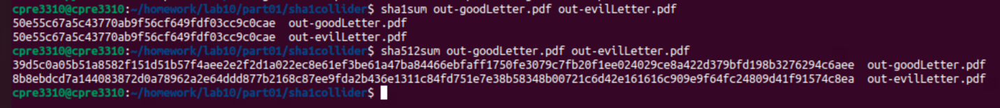 cpre3310@cpre3310:~/homework/lab10/part01/sha1collider$ sha1sum out-goodLetter.pdf out-evilLetter.pdf
50e55c67a5c43770ab9f56cf649fdf03cc9c0cae  out-goodLetter.pdf
50e55c67a5c43770ab9f56cf649fdf03cc9c0cae  out-evilLetter.pdf
cpre3310@cpre3310:~/homework/lab10/part01/sha1collider$ sha512sum out-goodLetter.pdf out-evilLetter.pdf
39d5c0a05b51a8582f151d51b57f4aee2e2f2d1a022ec8e61ef3be61a47ba84466ebfaff1750fe3079c7fb20f1ee024029ce8a422d379bfd198b3276294c6aee  out-goodLetter.pdf
8b8ebdcd7a144083872d0a78962a2e64ddd877b2168c87ee9fda2b436e1311c84fd751e7e38b58348b00721c6d42e161616c909e9f64fc24809d41f91574c8ea  out-evilLetter.pdf
cpre3310@cpre3310:~/homework/lab10/part01/sha1collider$